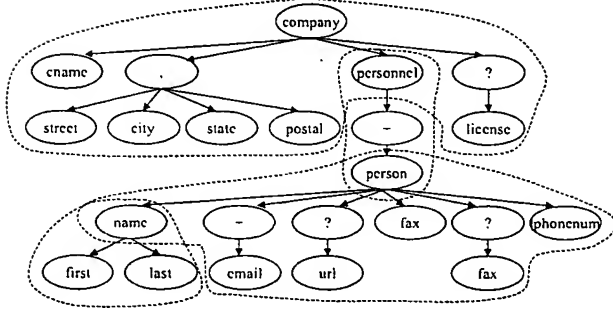 company
cname , personnel ?
street city state postal – license
person
name – ? fax ? phonenum
first last email url fax